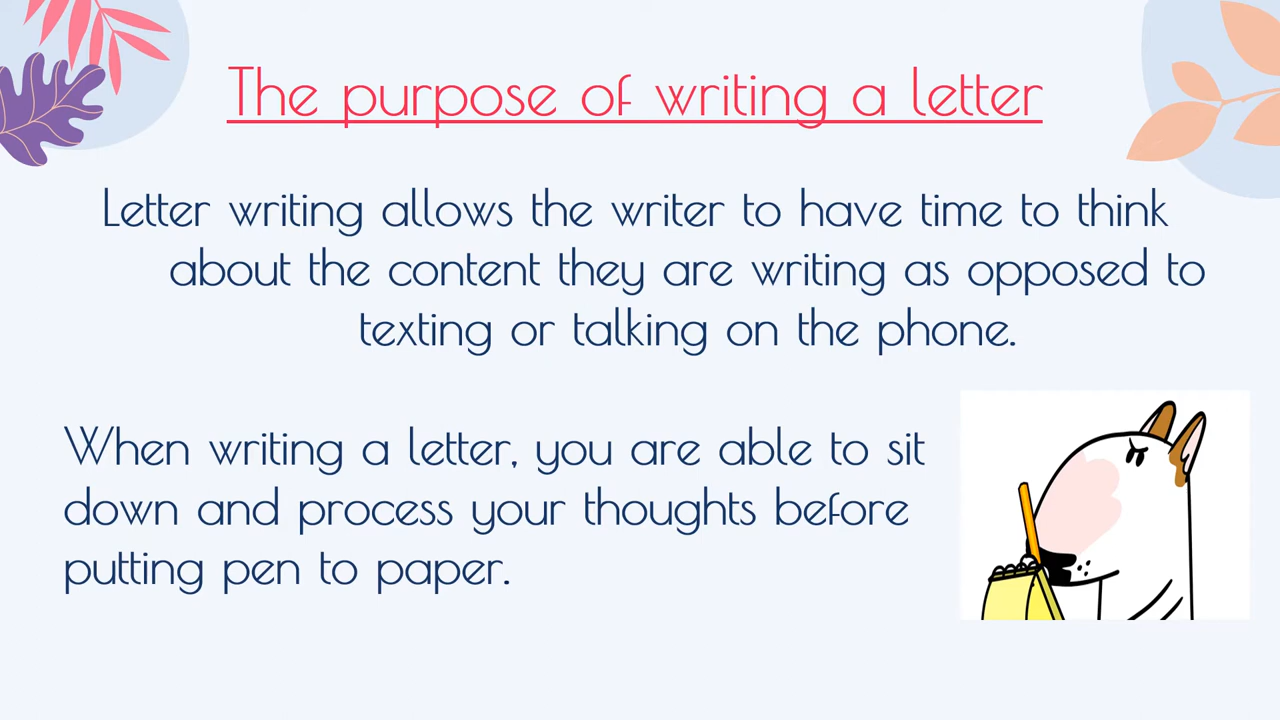 The purpose of writing a letter
Letter writing allows the writer to have time to think
about the content they are writing as opposed to
texting or talking on the phone.
When writing a letter, you are able to sit
down and process your thoughts before
putting pen to paper.